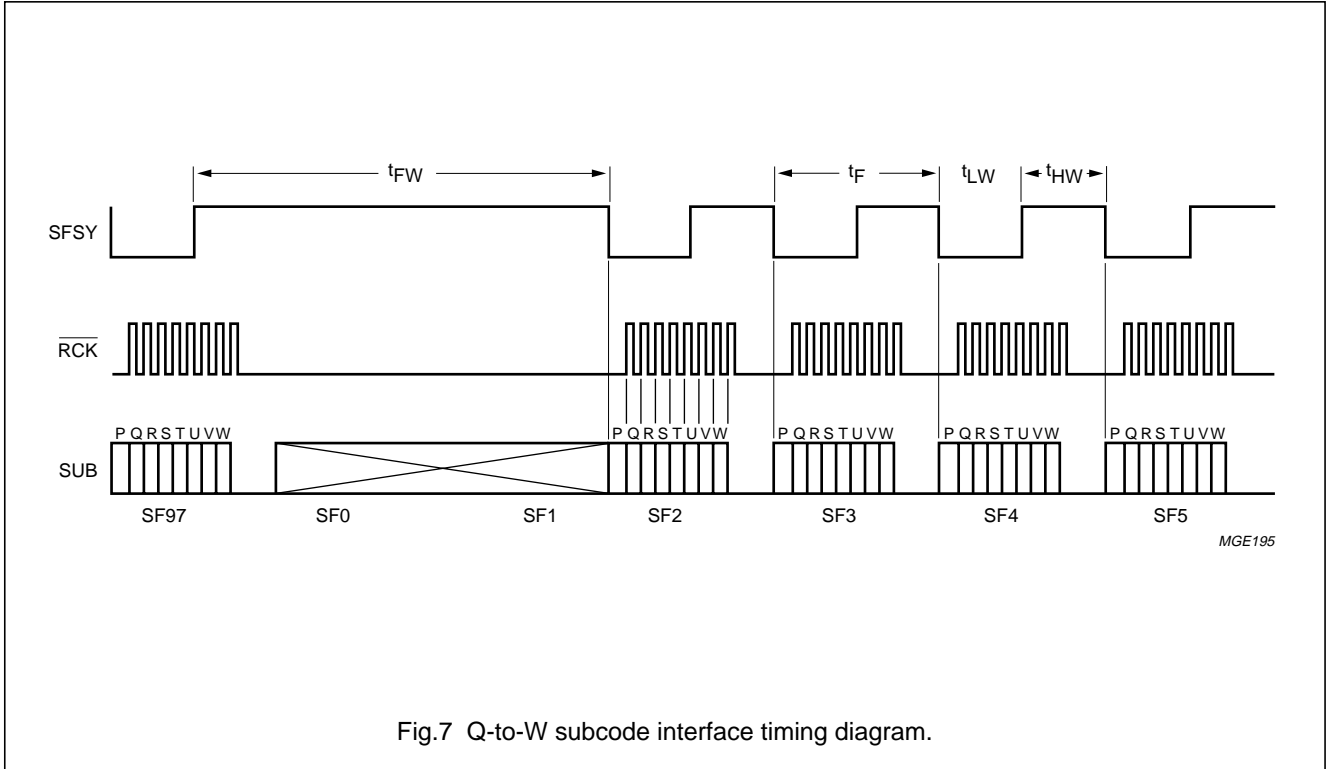 tFW tF tLW tHW
SFSY
RCK
P Q R S T U V W P Q R S T U V W P Q R S T U V W P Q R S T U V W P Q R S T U V W
SUB
SF97 SF0 SF1 SF2 SF3 SF4 SF5
MGE195
Fig.7 Q-to-W subcode interface timing diagram.